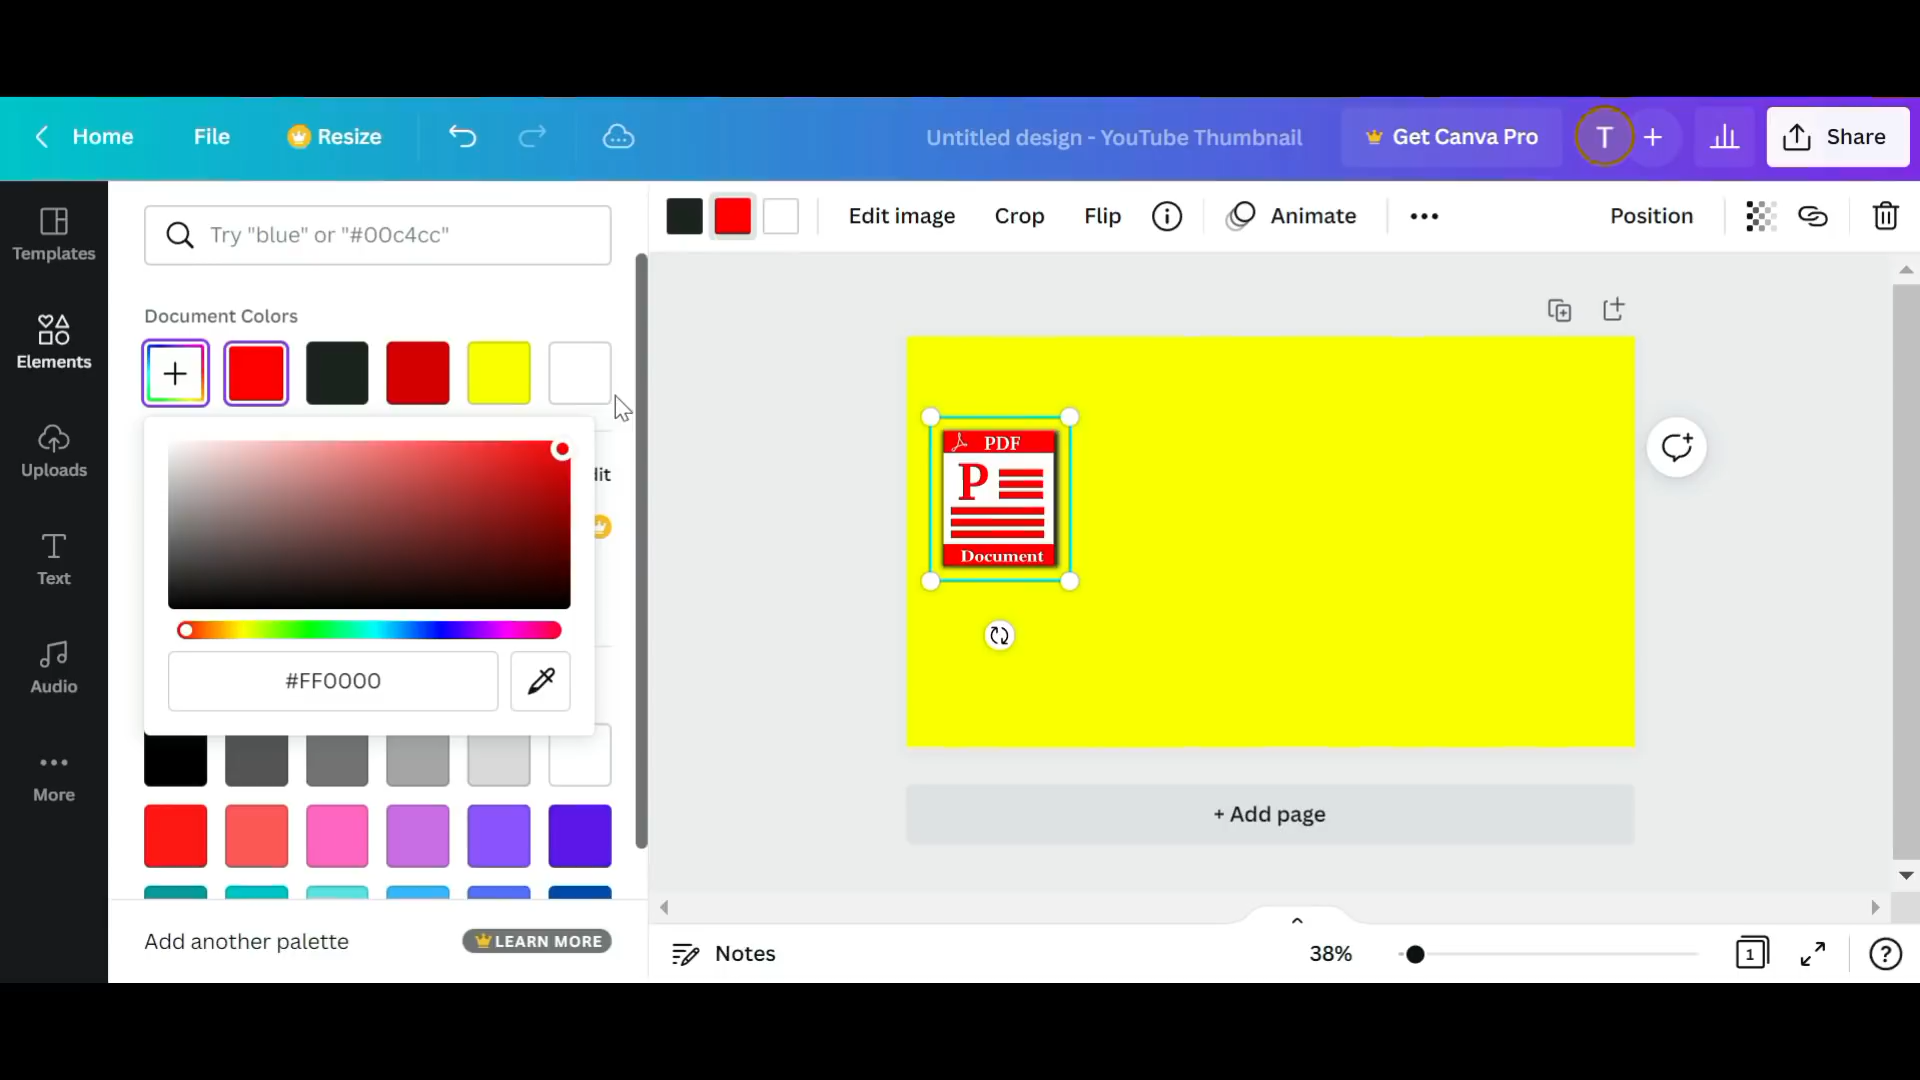 Home
File
Resize
Untitled design - YouTube Thumbnail
Get Canva Pro
T
Share
Templates
Elements
Uploads
Text
Audio
More
Try "blue" or "#00c4cc"
Document Colors
#FF0000
Add another palette
LEARN MORE
Edit image
Crop
Flip
Animate
Position
PDF
P
Document
+ Add page
Notes
38%
1
?